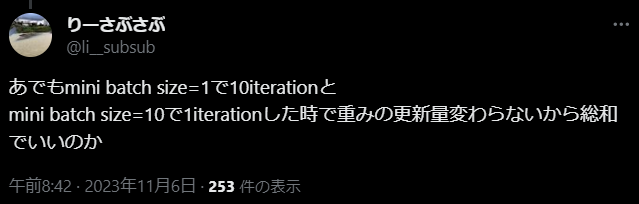 りーさぶさぶ
@li__subsub
あでもmini batch size=1で10iterationと
mini batch size=10で1iterationした時で重みの更新量変わらないから総和
でいいのか
午前8:42 · 2023年11月6日 · 253 件の表示